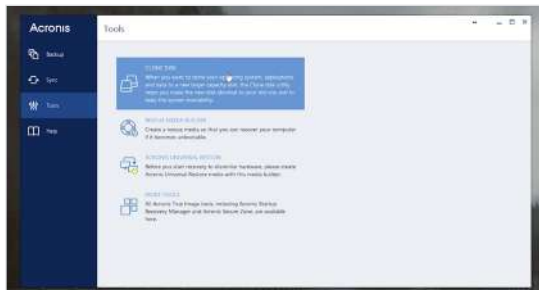 Acronis
Tools
Backup
Sync
Tools
Help
CLONE DISK
When you want to clone your operating system, applications
and data to a new larger capacity disk, the Clone disk utility
helps you make the new disk identical to your old one and to
keep the system bootability.
RESCUE MEDIA BUILDER
Create a rescue media so that you can recover your computer
if it becomes unbootable.
ACRONIS UNIVERSAL RESTORE
Before you start recovery to dissimilar hardware, please create
Acronis Universal Restore media with this media builder.
MORE TOOLS
All Acronis True Image tools, including Acronis Startup
Recovery Manager and Acronis Secure Zone, are available
here.